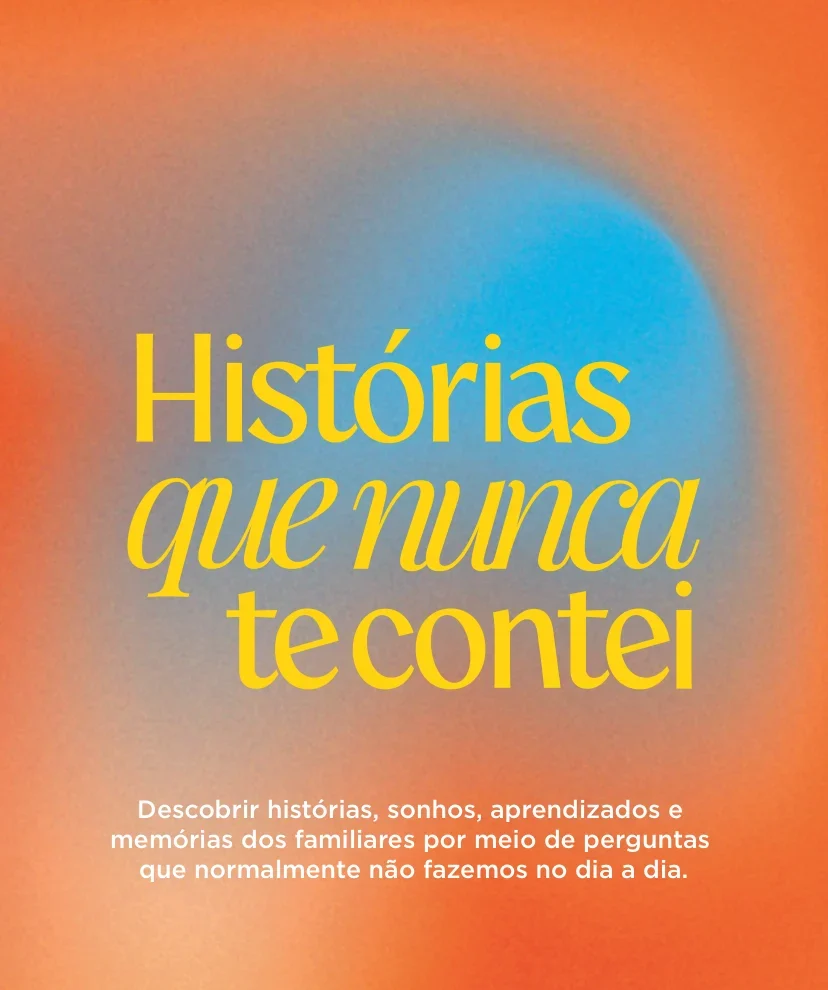 Histórias
que nunca
te contei
Descobrir histórias, sonhos, aprendizados e
memórias dos familiares por meio de perguntas
que normalmente não fazemos no dia a dia.